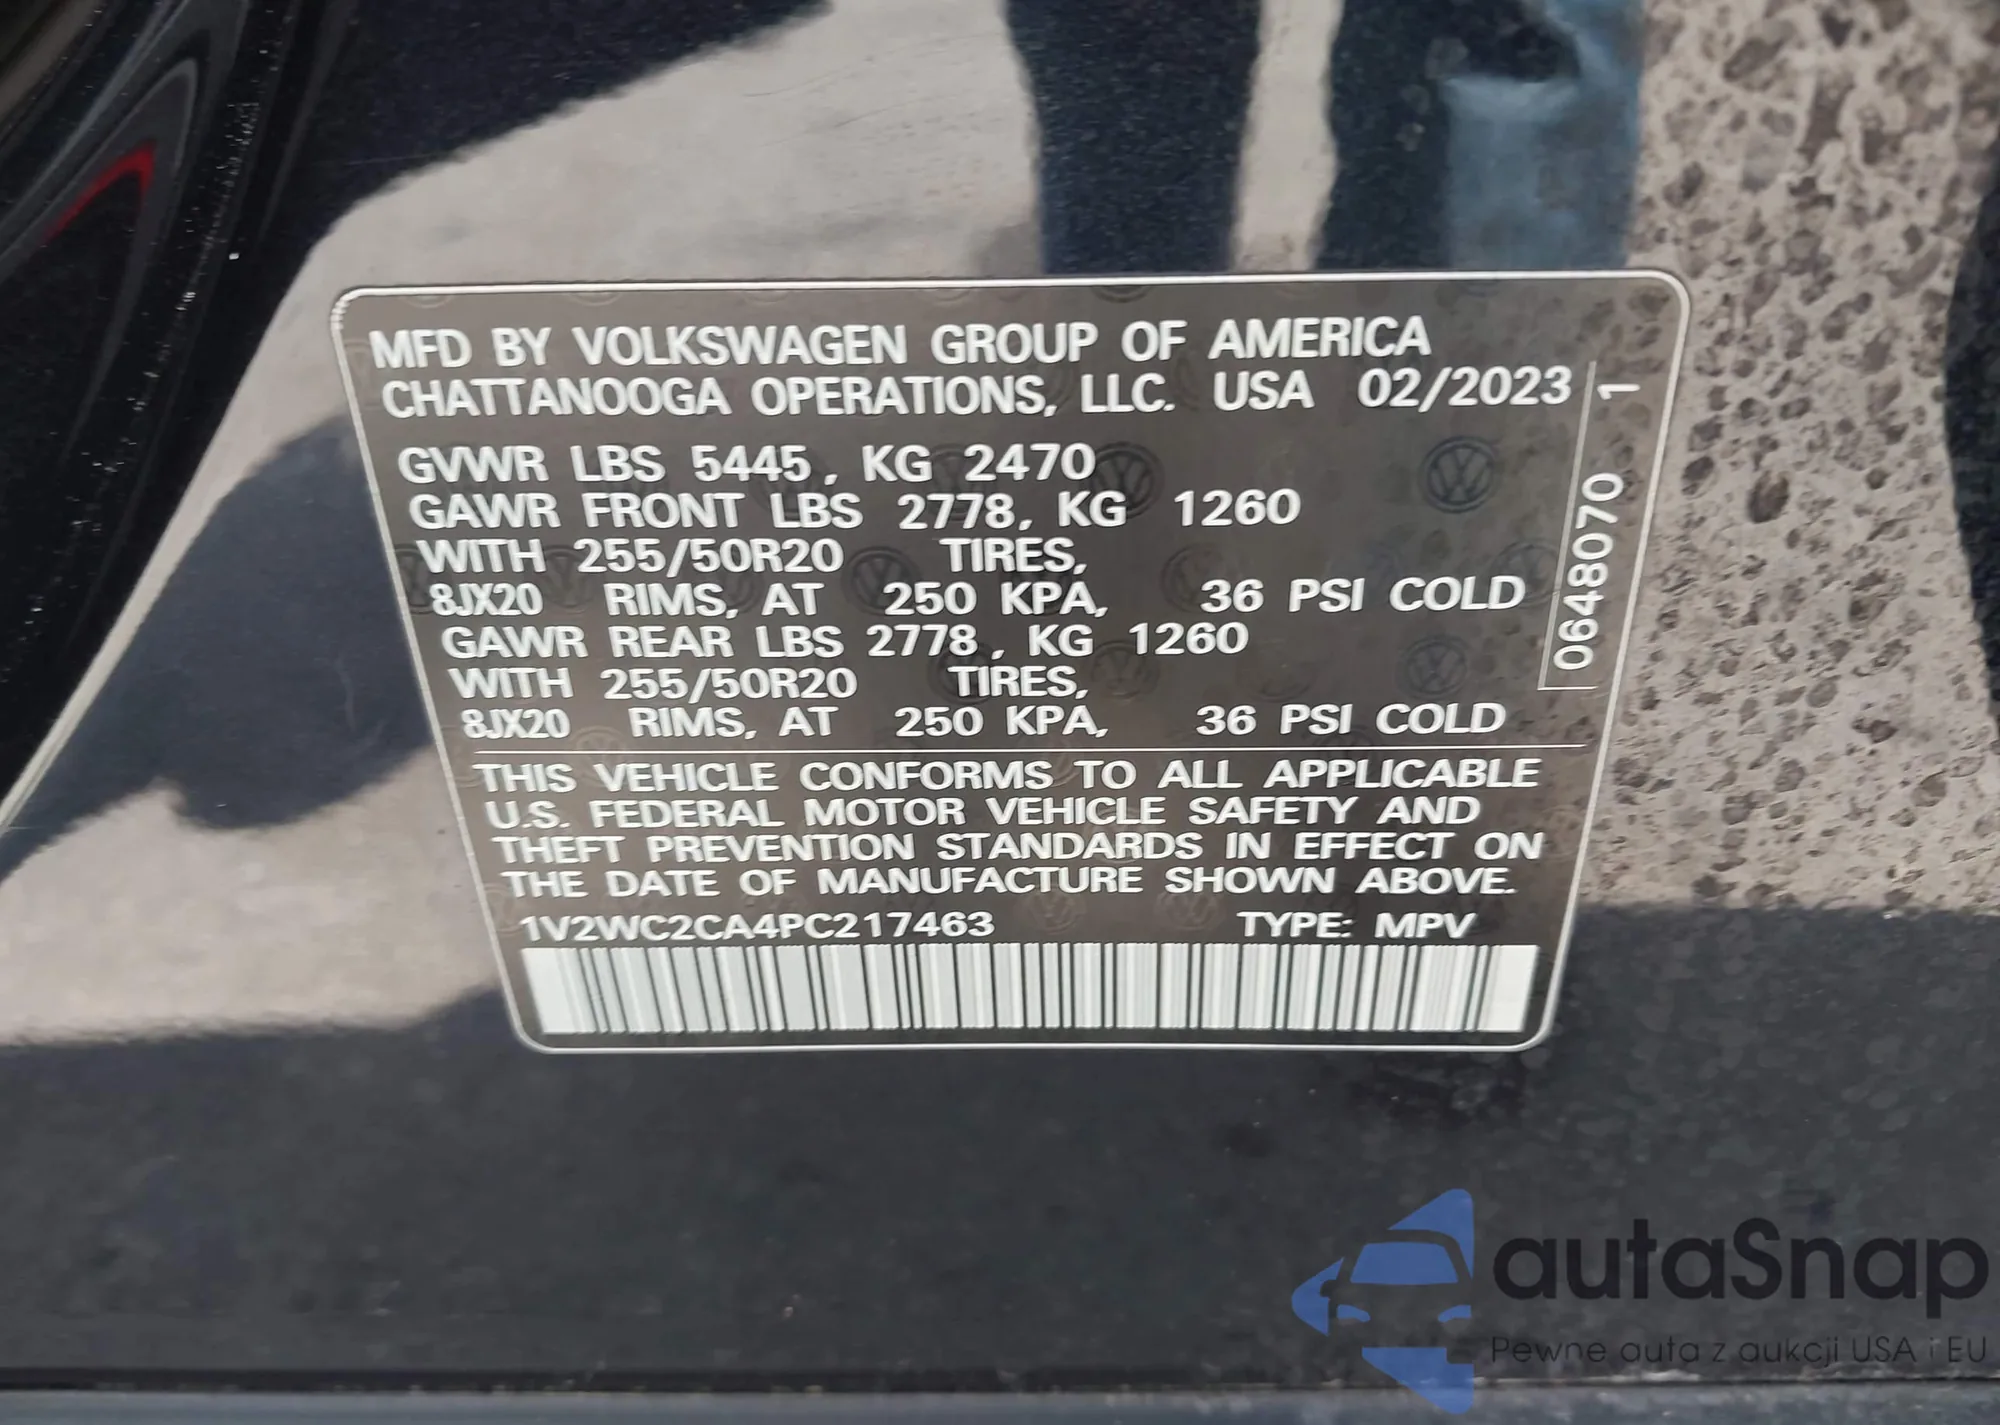 MFD BY VOLKSWAGEN GROUP OF AMERICA
CHATTANOOGA OPERATIONS, LLC. USA 02/2023
GVWR LBS 5445, KG 2470
GAWR FRONT LBS 2778, KG 1260
WITH 255/50R20 TIRES,
8JX20 RIMS, AT 250 KPA, 36 PSI COLD
GAWR REAR LBS 2778, KG 1260
WITH 255/50R20 TIRES,
8JX20 RIMS, AT 250 KPA, 36 PSI COLD
THIS VEHICLE CONFORMS TO ALL APPLICABLE
U.S. FEDERAL MOTOR VEHICLE SAFETY AND
THEFT PREVENTION STANDARDS IN EFFECT ON
THE DATE OF MANUFACTURE SHOWN ABOVE.
1V2WC2CA4PC217463 TYPE: MPV
0648070 1
autaSnap
Pewne auta z aukcji USA i EU